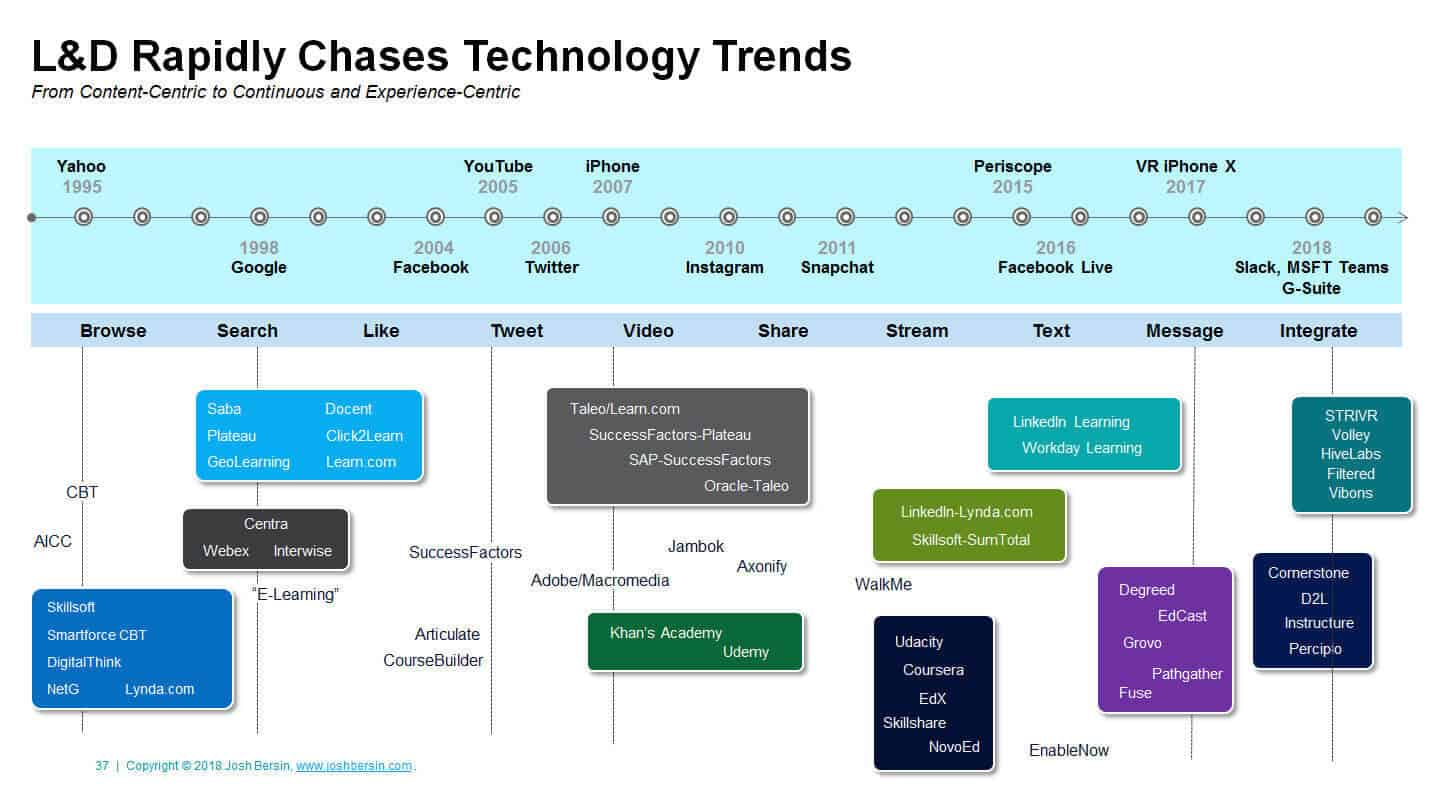 L&D Rapidly Chases Technology Trends
From Content-Centric to Continuous and Experience-Centric
Yahoo
1995
YouTube
2005
iPhone
2007
Periscope
2015
VR iPhone X
2017
1998
Google
2004
Facebook
2006
Twitter
2010
Instagram
2011
Snapchat
2016
Facebook Live
2018
Slack, MSFT Teams
G-Suite
Browse Search Like Tweet Video Share Stream Text Message Integrate
CBT
AICC
Skillsoft
Smartforce CBT
DigitalThink
NetG Lynda.com
Saba Docent
Plateau Click2Learn
GeoLearning Learn.com
Centra
Webex Interwise
"E-Learning"
SuccessFactors
Articulate
CourseBuilder
Taleo/Learn.com
SuccessFactors-Plateau
SAP-SuccessFactors
Oracle-Taleo
Jambok
Axonify
Adobe/Macromedia
Khan's Academy
Udemy
LinkedIn Learning
Workday Learning
LinkedIn-Lynda.com
Skillsoft-SumTotal
WalkMe
Udacity
Coursera
EdX
Skillshare
NovoEd
EnableNow
Degreed
EdCast
Grovo
Pathgather
Fuse
STRIVR
Volley
HiveLabs
Filtered
Vibons
Cornerstone
D2L
Instructure
Percipio
37 | Copyright © 2018 Josh Bersin, www.joshbersin.com.